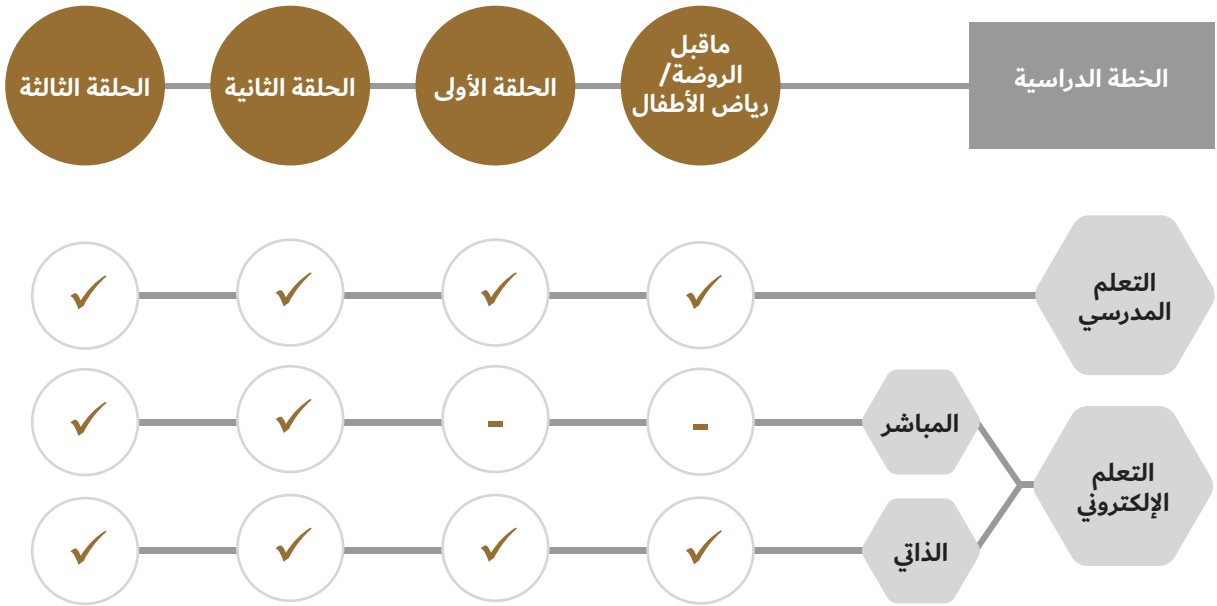 الخطة الدراسية
ماقبل
الروضة/
رياض الأطفال
الحلقة الأولى
الحلقة الثانية
الحلقة الثالثة
التعلم
المدرسي
✓
✓
✓
✓
التعلم
الإلكتروني
المباشر
-
-
✓
✓
الذاتي
✓
✓
✓
✓